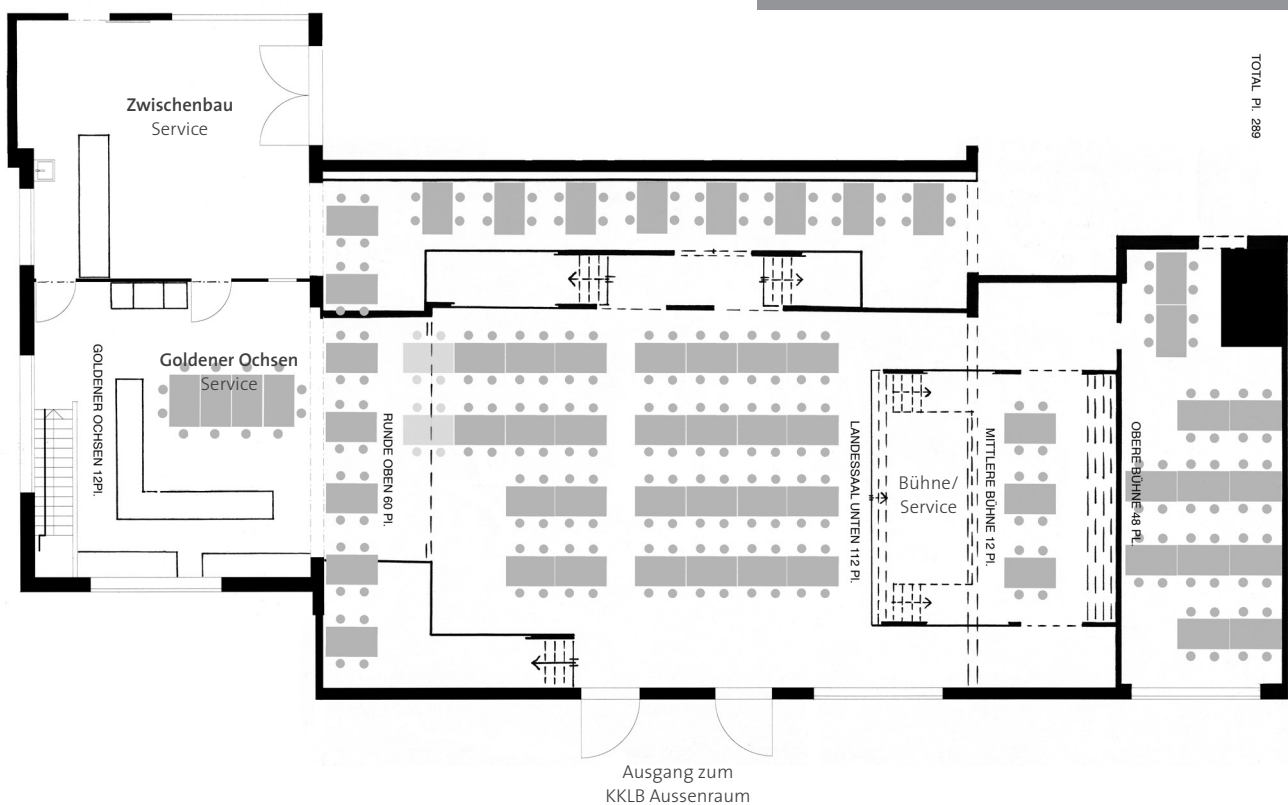 TOTAL Pl. 289
Zwischenbau
Service
Goldener Ochsen
Service
GOLDENER OCHSEN 12Pl.
RUNDE OBEN 60 Pl.
LANDESSAAL UNTEN 112 Pl.
Bühne/
Service
MITTLERE BÜHNE 12 Pl.
OBERE BÜHNE 48 PL.
Ausgang zum
KKLB Aussenraum